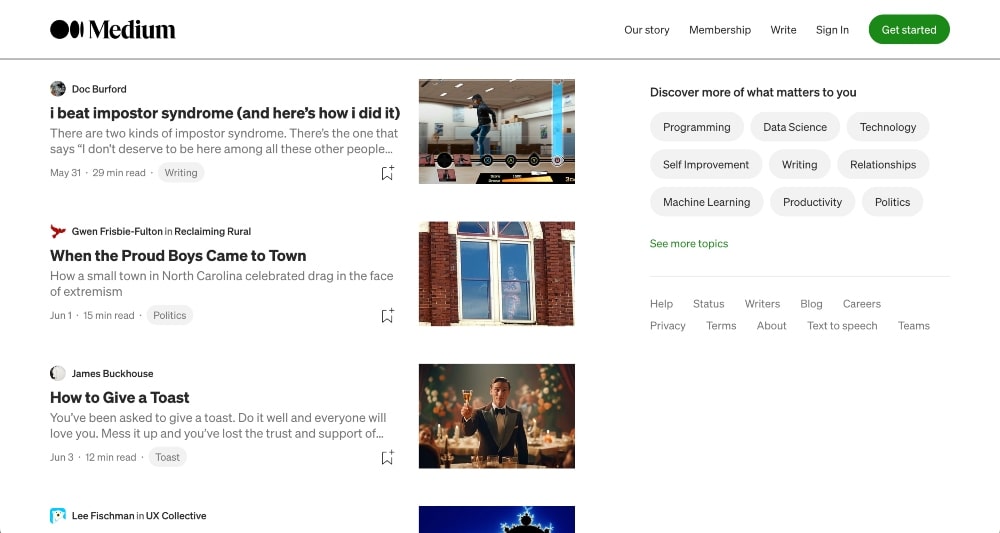 Medium
Our story Membership Write Sign In Get started
Doc Burford
i beat impostor syndrome (and here’s how i did it)
There are two kinds of impostor syndrome. There’s the one that
says “I don’t deserve to be here among all these other people...
May 31 · 29 min read · Writing
Gwen Frisbie-Fulton in Reclaiming Rural
When the Proud Boys Came to Town
How a small town in North Carolina celebrated drag in the face
of extremism
Jun 1 · 15 min read · Politics
James Buckhouse
How to Give a Toast
You’ve been asked to give a toast. Do it well and everyone will
love you. Mess it up and you’ve lost the trust and support of...
Jun 3 · 12 min read · Toast
Lee Fischman in UX Collective
Discover more of what matters to you
Programming Data Science Technology
Self Improvement Writing Relationships
Machine Learning Productivity Politics
See more topics
Help Status Writers Blog Careers
Privacy Terms About Text to speech Teams